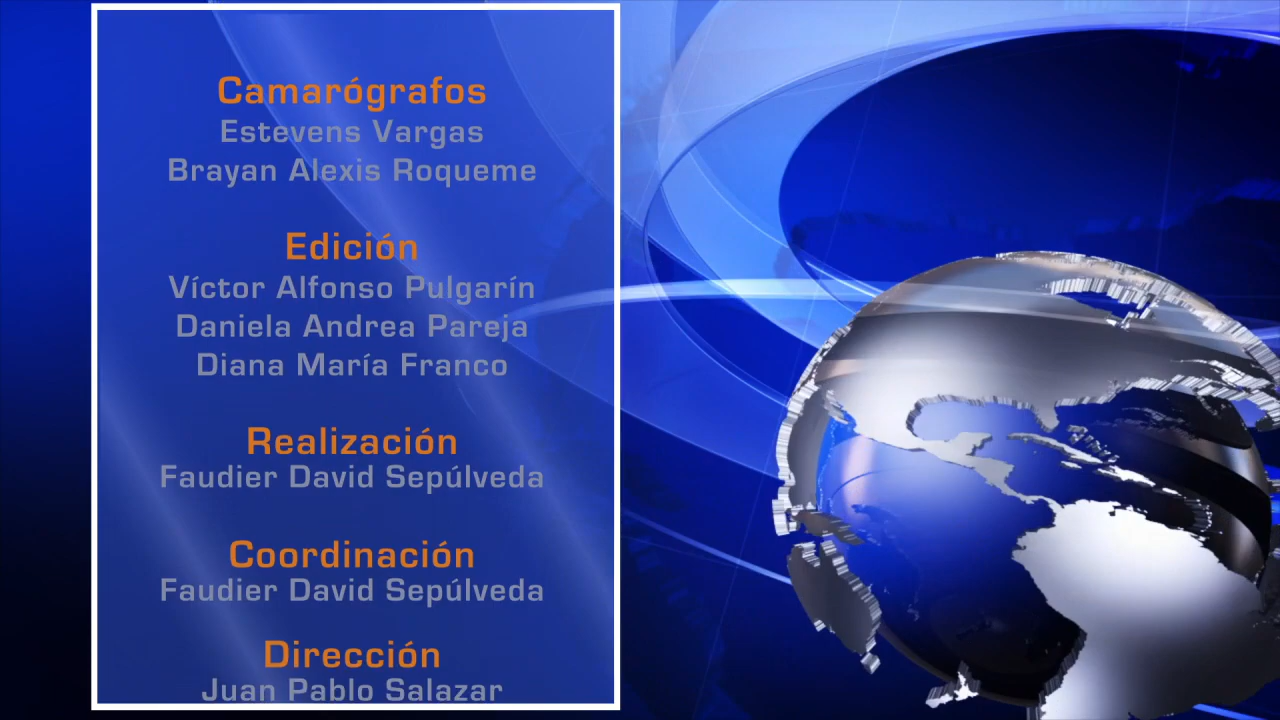 Camarógrafos
Estevens Vargas
Brayan Alexis Roqueme
Edición
Víctor Alfonso Pulgarín
Daniela Andrea Pareja
Diana María Franco
Realización
Faudier David Sepúlveda
Coordinación
Faudier David Sepúlveda
Dirección
Juan Pablo Salazar